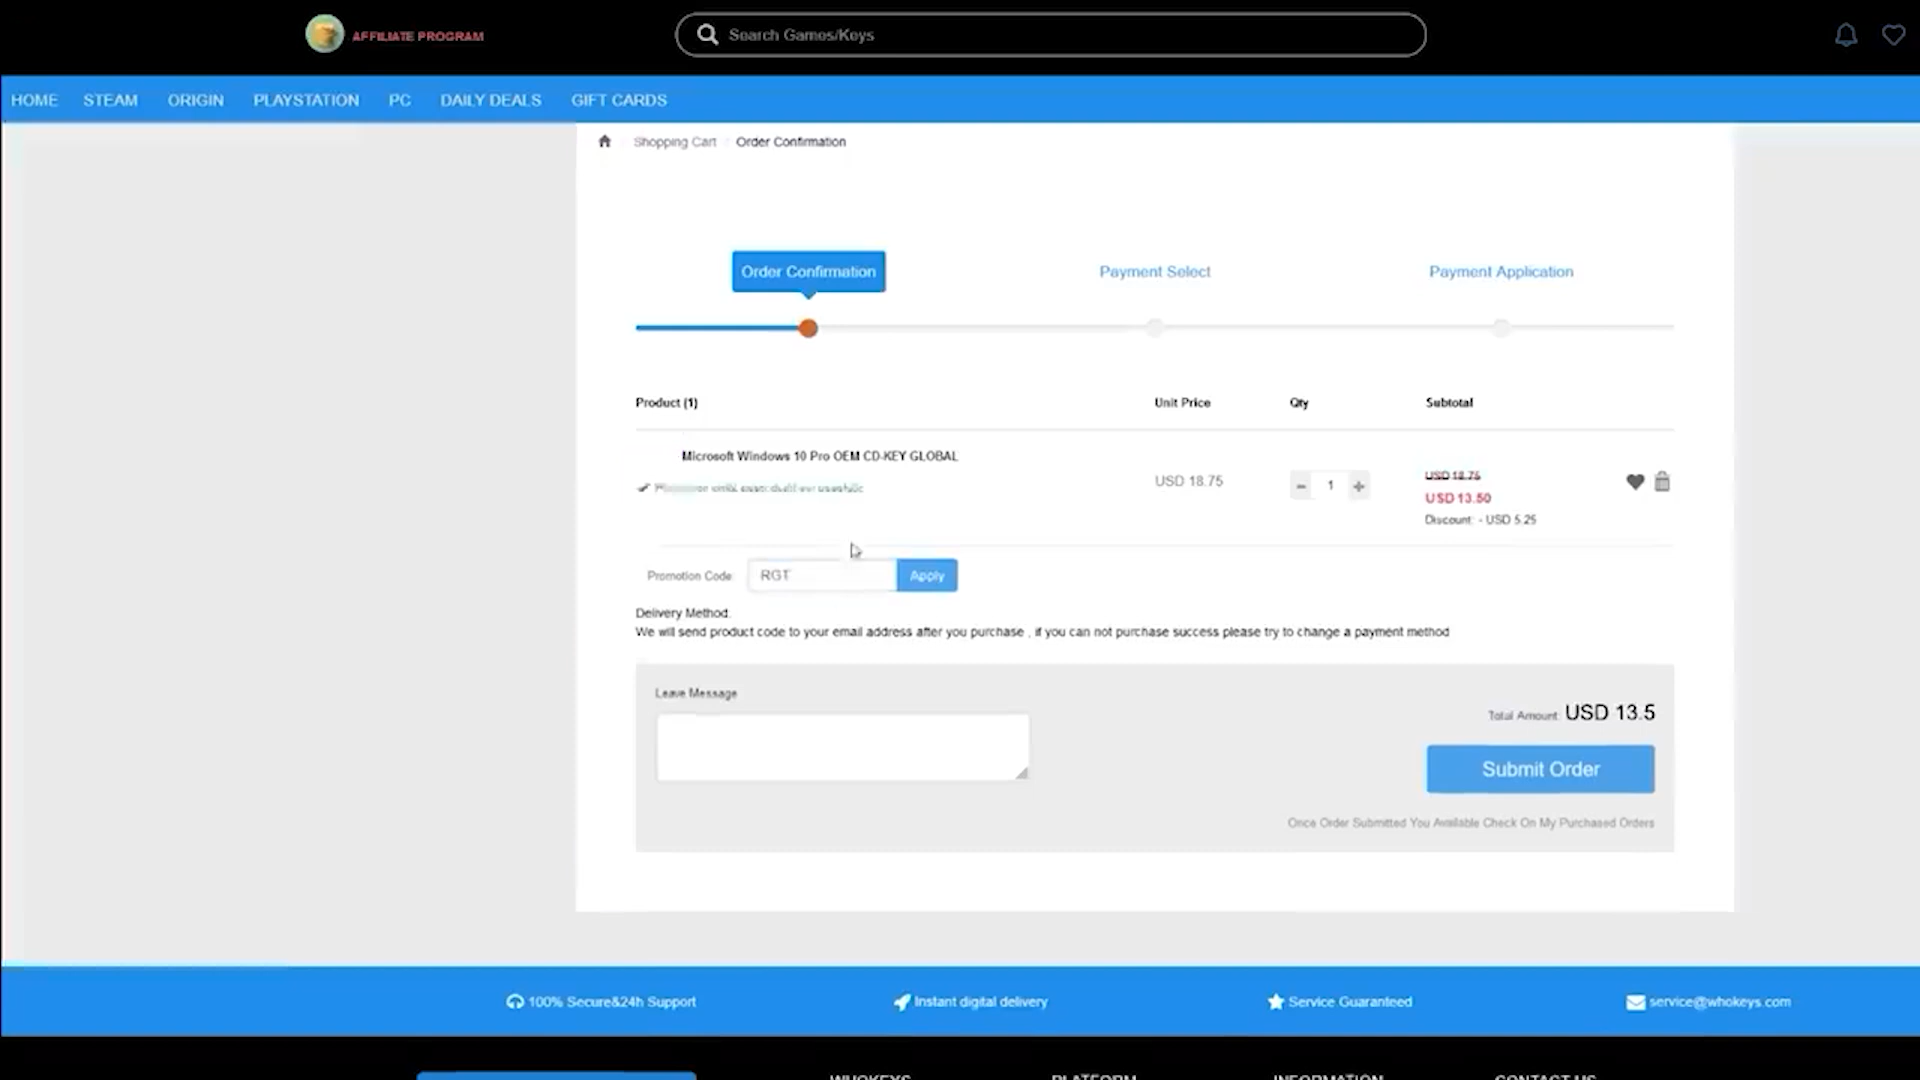 AFFILIATE PROGRAM
Search Games/Keys
HOME STEAM ORIGIN PLAYSTATION PC DAILY DEALS GIFT CARDS
Shopping Cart Order Confirmation
Order Confirmation Payment Select Payment Application
Product (1) Unit Price Qty Subtotal
Microsoft Windows 10 Pro OEM CD-KEY GLOBAL
USD 18.75 - 1 + USD 18.75
USD 13.50
Discount: - USD 5.25
Promotion Code: RGT Apply
Delivery Method:
We will send product code to your email address after you purchase , if you can not purchase success please try to change a payment method
Leave Message
Total Amount: USD 13.5
Submit Order
Once Order Submitted You Available Check On My Purchased Orders
100% Secure&24h Support Instant digital delivery Service Guaranteed service@whokeys.com
WHOKEYS PLATFORM INFORMATION CONTACT US